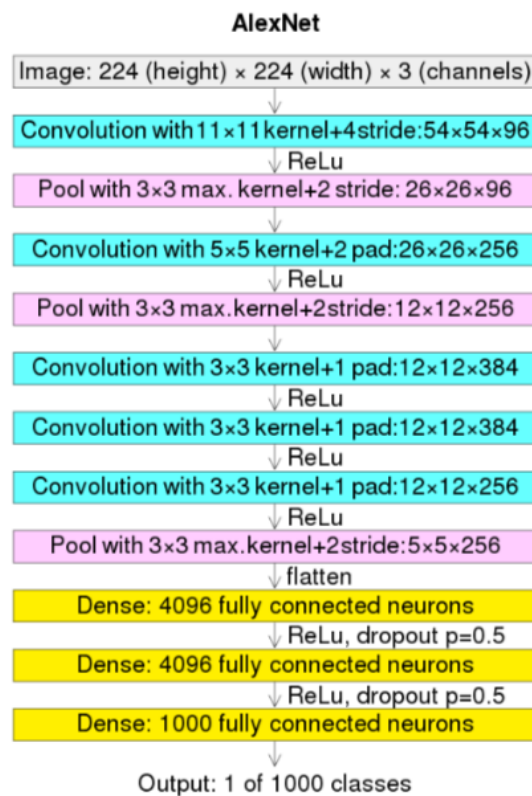 AlexNet
Image: 224 (height) × 224 (width) × 3 (channels)
Convolution with 11×11 kernel+4 stride:54×54×96
ReLu
Pool with 3×3 max. kernel+2 stride: 26×26×96
Convolution with 5×5 kernel+2 pad:26×26×256
ReLu
Pool with 3×3 max.kernel+2stride:12×12×256
Convolution with 3×3 kernel+1 pad:12×12×384
ReLu
Convolution with 3×3 kernel+1 pad:12×12×384
ReLu
Convolution with 3×3 kernel+1 pad:12×12×256
ReLu
Pool with 3×3 max.kernel+2stride:5×5×256
flatten
Dense: 4096 fully connected neurons
ReLu, dropout p=0.5
Dense: 4096 fully connected neurons
ReLu, dropout p=0.5
Dense: 1000 fully connected neurons
Output: 1 of 1000 classes